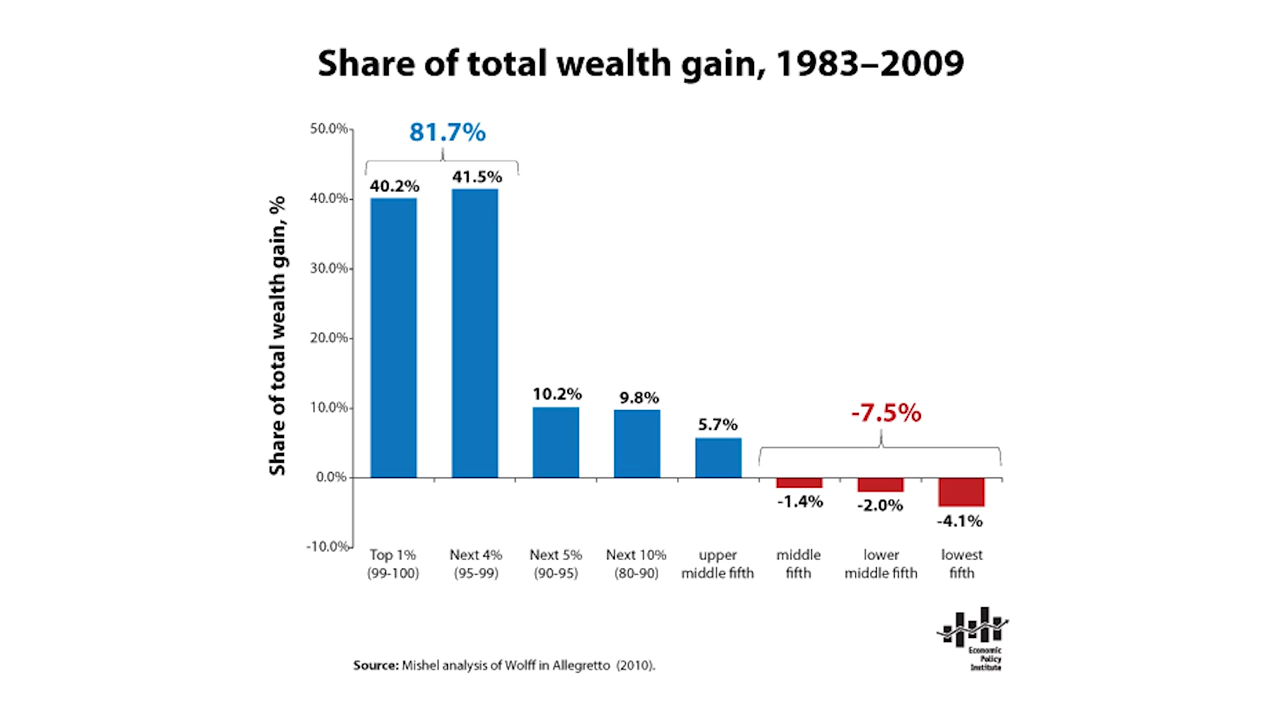 Share of total wealth gain, 1983–2009
Share of total wealth gain, %
50.0%
40.0%
30.0%
20.0%
10.0%
0.0%
-10.0%
81.7%
40.2%
41.5%
10.2%
9.8%
5.7%
-7.5%
-1.4%
-2.0%
-4.1%
Top 1%
(99-100)
Next 4%
(95-99)
Next 5%
(90-95)
Next 10%
(80-90)
upper
middle fifth
middle
fifth
lower
middle fifth
lowest
fifth
Economic
Policy
Institute
Source: Mishel analysis of Wolff in Allegretto (2010).